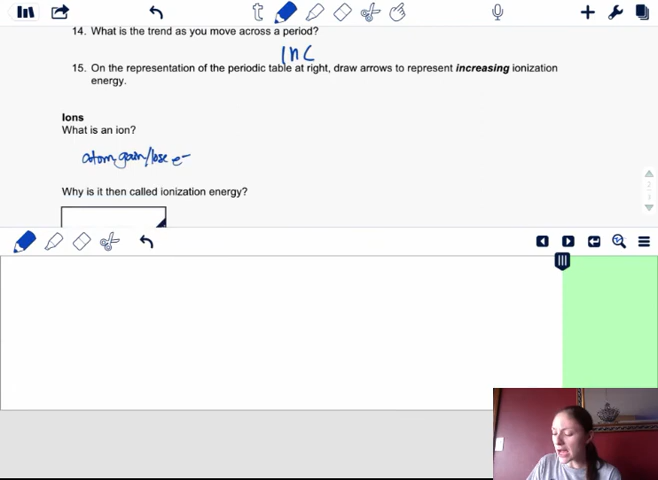 14. What is the trend as you move across a period?
Inc
15. On the representation of the periodic table at right, draw arrows to represent increasing ionization
energy.
Ions
What is an ion?
atom gain/lose e-
Why is it then called ionization energy?